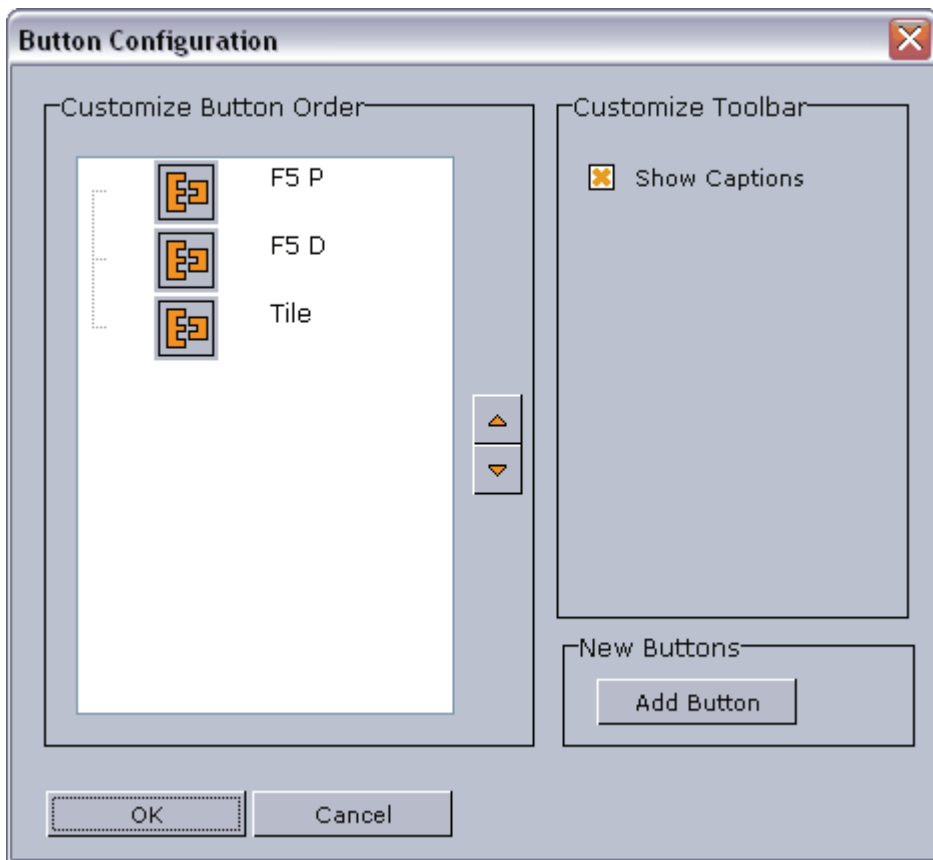 Button Configuration
Customize Button Order
F5 P
F5 D
Tile
Customize Toolbar
Show Captions
New Buttons
Add Button
OK
Cancel